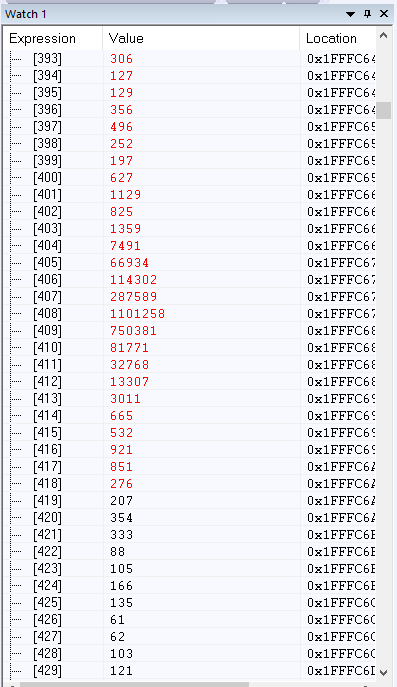 Watch 1
Expression Value Location
[393] 306 0x1FFFC64
[394] 127 0x1FFFC64
[395] 129 0x1FFFC64
[396] 356 0x1FFFC64
[397] 496 0x1FFFC65
[398] 252 0x1FFFC65
[399] 197 0x1FFFC65
[400] 627 0x1FFFC65
[401] 1129 0x1FFFC66
[402] 825 0x1FFFC66
[403] 1359 0x1FFFC66
[404] 7491 0x1FFFC66
[405] 66934 0x1FFFC67
[406] 114302 0x1FFFC67
[407] 287589 0x1FFFC67
[408] 1101258 0x1FFFC67
[409] 750381 0x1FFFC68
[410] 81771 0x1FFFC68
[411] 32768 0x1FFFC68
[412] 13307 0x1FFFC68
[413] 3011 0x1FFFC69
[414] 665 0x1FFFC69
[415] 532 0x1FFFC69
[416] 921 0x1FFFC69
[417] 851 0x1FFFC6A
[418] 276 0x1FFFC6A
[419] 207 0x1FFFC6A
[420] 354 0x1FFFC6A
[421] 333 0x1FFFC6E
[422] 88 0x1FFFC6E
[423] 105 0x1FFFC6E
[424] 166 0x1FFFC6E
[425] 135 0x1FFFC6C
[426] 61 0x1FFFC6C
[427] 62 0x1FFFC6C
[428] 103 0x1FFFC6C
[429] 121 0x1FFFC6D